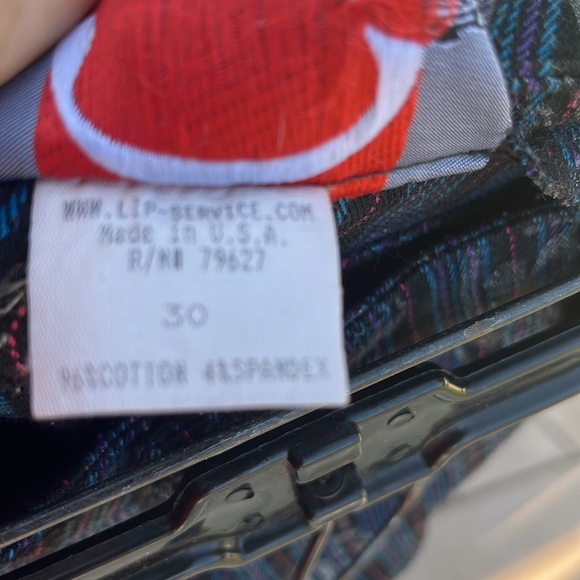 WWW.LIP-SERVICE.COM
Made in U.S.A.
R/N# 79627
30
96%COTTON 4%SPANDEX